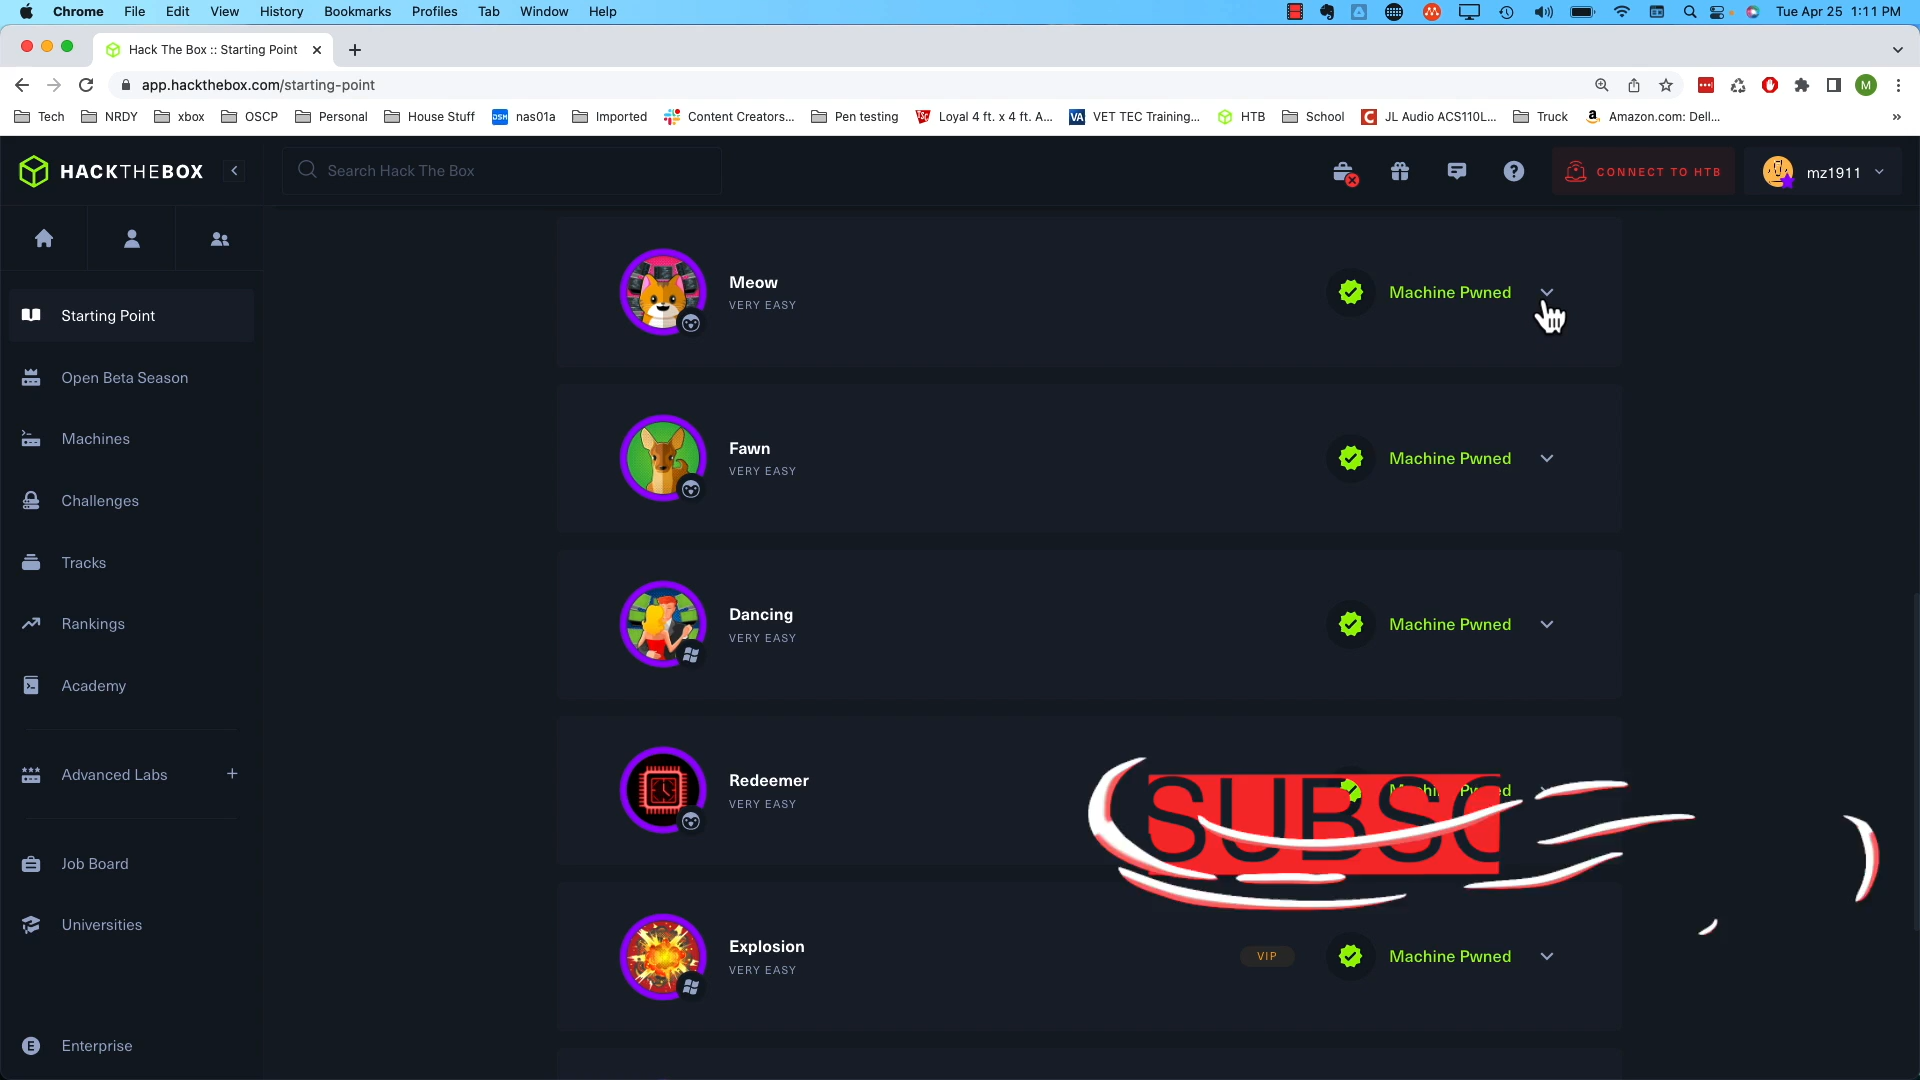 Chrome File Edit View History Bookmarks Profiles Tab Window Help Tue Apr 25 1:11 PM
Hack The Box :: Starting Point
app.hackthebox.com/starting-point M
Tech NRDY xbox OSCP Personal House Stuff DSM nas01a Imported Content Creators... Pen testing TSC Loyal 4 ft. x 4 ft. A... VA VET TEC Training... HTB School JL Audio ACS110L... Truck Amazon.com: Dell... »
HACKTHEBOX Search Hack The Box CONNECT TO HTB mz1911
Starting Point
Open Beta Season
Machines
Challenges
Tracks
Rankings
Academy
Advanced Labs +
Job Board
Universities
E Enterprise
Meow
VERY EASY
Machine Pwned
Fawn
VERY EASY
Machine Pwned
Dancing
VERY EASY
Machine Pwned
Redeemer
VERY EASY
SUBSC
Explosion
VERY EASY
VIP Machine Pwned